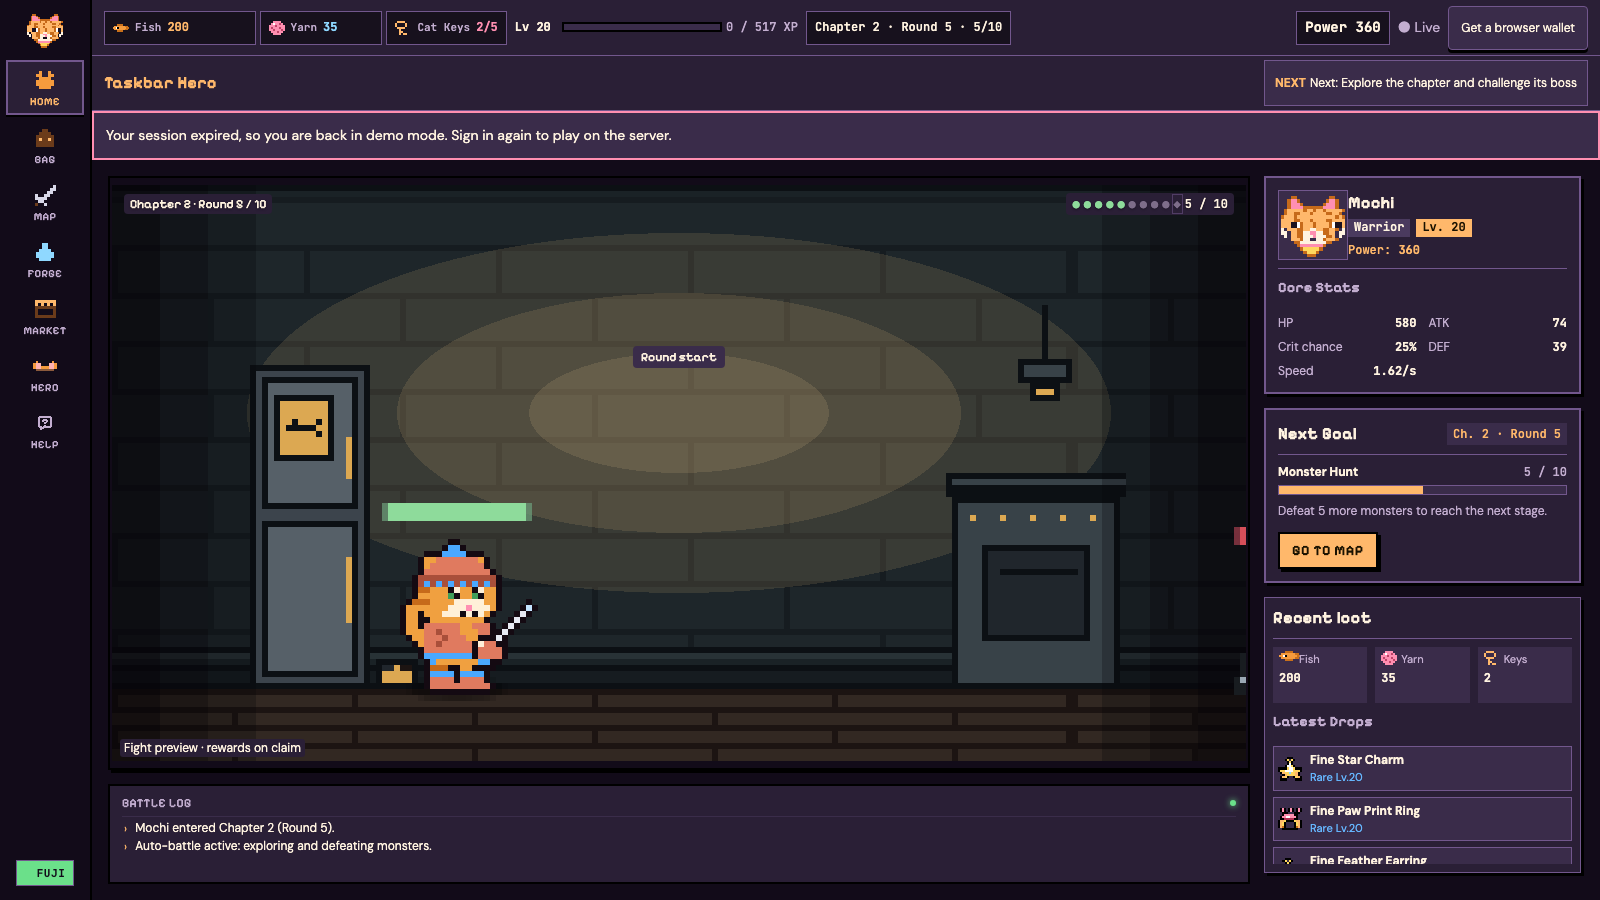 Fish 200
Yarn 35
Cat Keys 2/5
Lv 20
0 / 517 XP
Chapter 2 · Round 5 · 5/10
Power 360
Live
Get a browser wallet
HOME
BAG
MAP
FORGE
MARKET
HERO
HELP
FUJI
Taskbar Hero
NEXT Next: Explore the chapter and challenge its boss
Your session expired, so you are back in demo mode. Sign in again to play on the server.
Chapter 2 · Round 5 / 10
5 / 10
Round start
Fight preview · rewards on claim
BATTLE LOG
› Mochi entered Chapter 2 (Round 5).
› Auto-battle active: exploring and defeating monsters.
Mochi
Warrior Lv. 20
Power: 360
Core Stats
HP 580 ATK 74
Crit chance 25% DEF 39
Speed 1.62/s
Next Goal
Ch. 2 · Round 5
Monster Hunt 5 / 10
Defeat 5 more monsters to reach the next stage.
GO TO MAP
Recent loot
Fish
200
Yarn
35
Keys
2
Latest Drops
Fine Star Charm
Rare Lv.20
Fine Paw Print Ring
Rare Lv.20
Fine Feather Earring